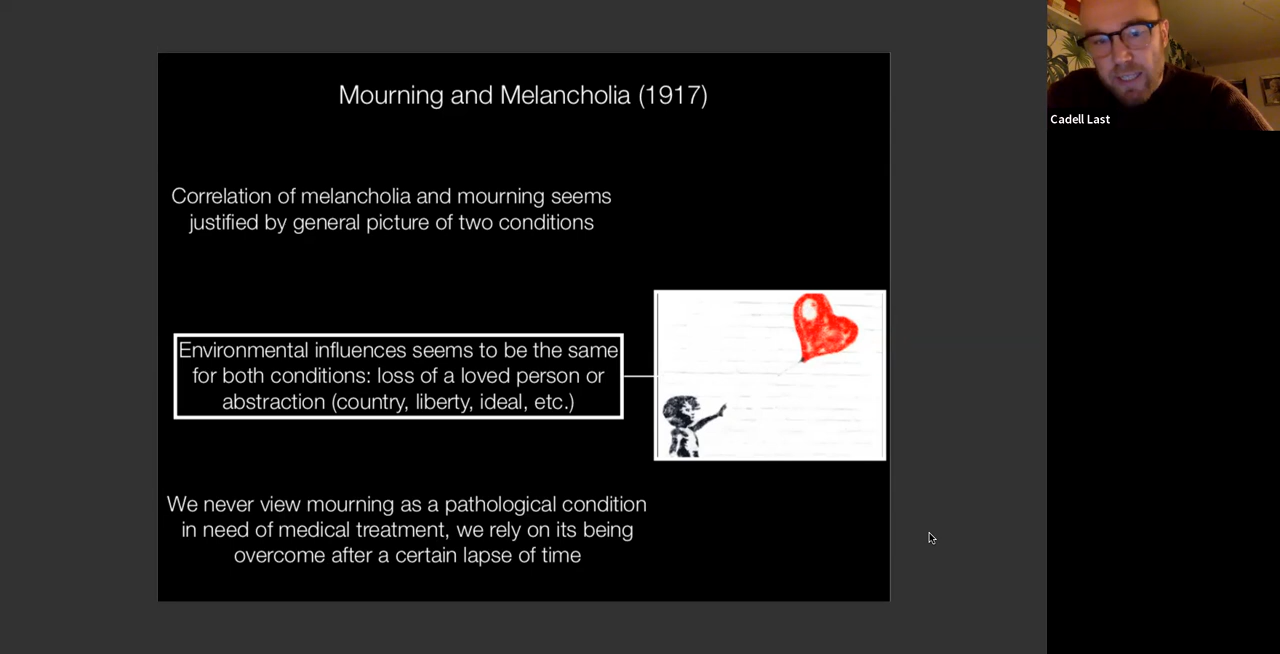 Mourning and Melancholia (1917)
Correlation of melancholia and mourning seems
justified by general picture of two conditions
Environmental influences seems to be the same
for both conditions: loss of a loved person or
abstraction (country, liberty, ideal, etc.)
We never view mourning as a pathological condition
in need of medical treatment, we rely on its being
overcome after a certain lapse of time
Cadell Last